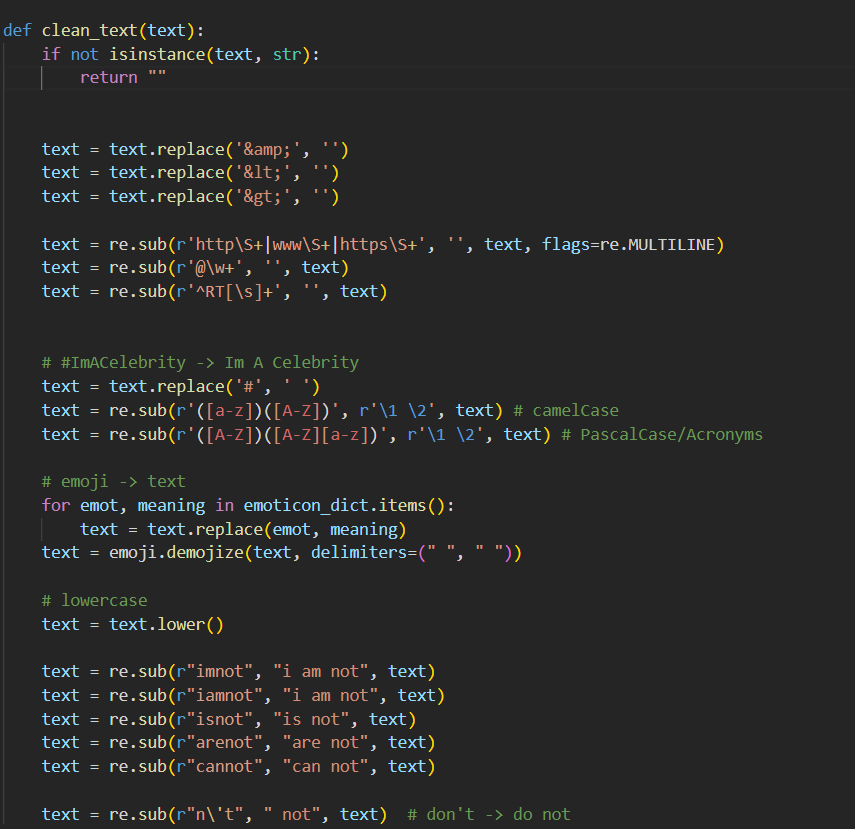 def clean_text(text):
    if not isinstance(text, str):
        return ""
    text = text.replace('&amp;', '')
    text = text.replace('&lt;', '')
    text = text.replace('&gt;', '')
    text = re.sub(r'http\S+|www\S+|https\S+', '', text, flags=re.MULTILINE)
    text = re.sub(r'@\w+', '', text)
    text = re.sub(r'^RT[\s]+', '', text)
    # #ImACelebrity -> Im A Celebrity
    text = text.replace('#', ' ')
    text = re.sub(r'([a-z])([A-Z])', r'\1 \2', text) # camelCase
    text = re.sub(r'([A-Z])([A-Z][a-z])', r'\1 \2', text) # PascalCase/Acronyms
    # emoji -> text
    for emot, meaning in emoticon_dict.items():
        text = text.replace(emot, meaning)
    text = emoji.demojize(text, delimiters=(" ", " "))
    # lowercase
    text = text.lower()
    text = re.sub(r"imnot", "i am not", text)
    text = re.sub(r"iamnot", "i am not", text)
    text = re.sub(r"isnot", "is not", text)
    text = re.sub(r"arenot", "are not", text)
    text = re.sub(r"cannot", "can not", text)
    text = re.sub(r"n\'t", " not", text)  # don't -> do not